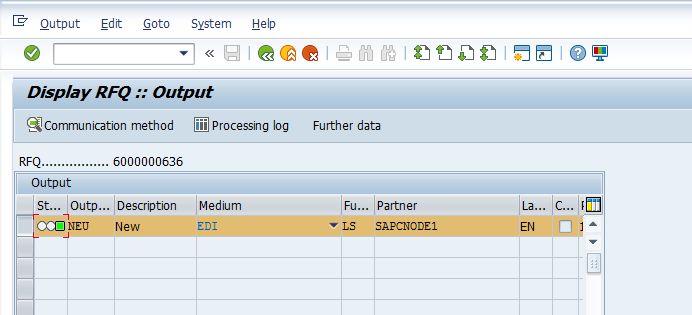 Output Edit Goto System Help
Display RFQ :: Output
Communication method Processing log Further data
RFQ................. 6000000636
Output
St... Outp... Description Medium Fu... Partner La... C...
NEU New EDI LS SAPCNODE1 EN